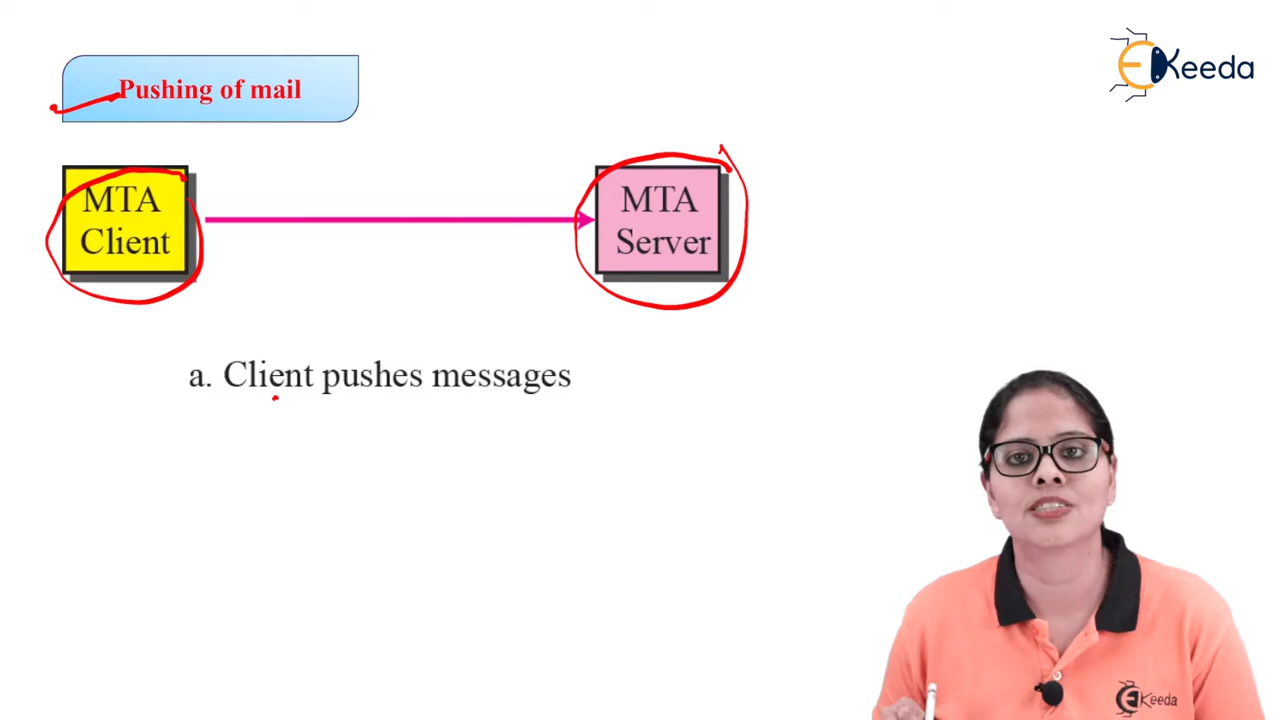 Pushing of mail
Keeda
MTA
Client
MTA
Server
a. Client pushes messages
Keeda